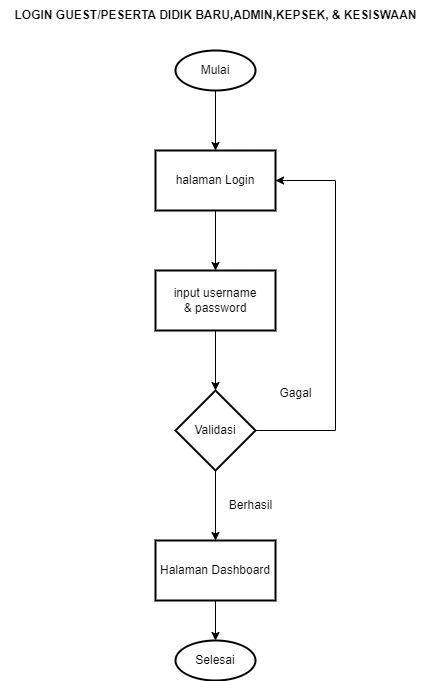 LOGIN GUEST/PESERTA DIDIK BARU,ADMIN,KEPSEK, & KESISWAAN
Mulai
halaman Login
input username
& password
Gagal
Validasi
Berhasil
Halaman Dashboard
Selesai